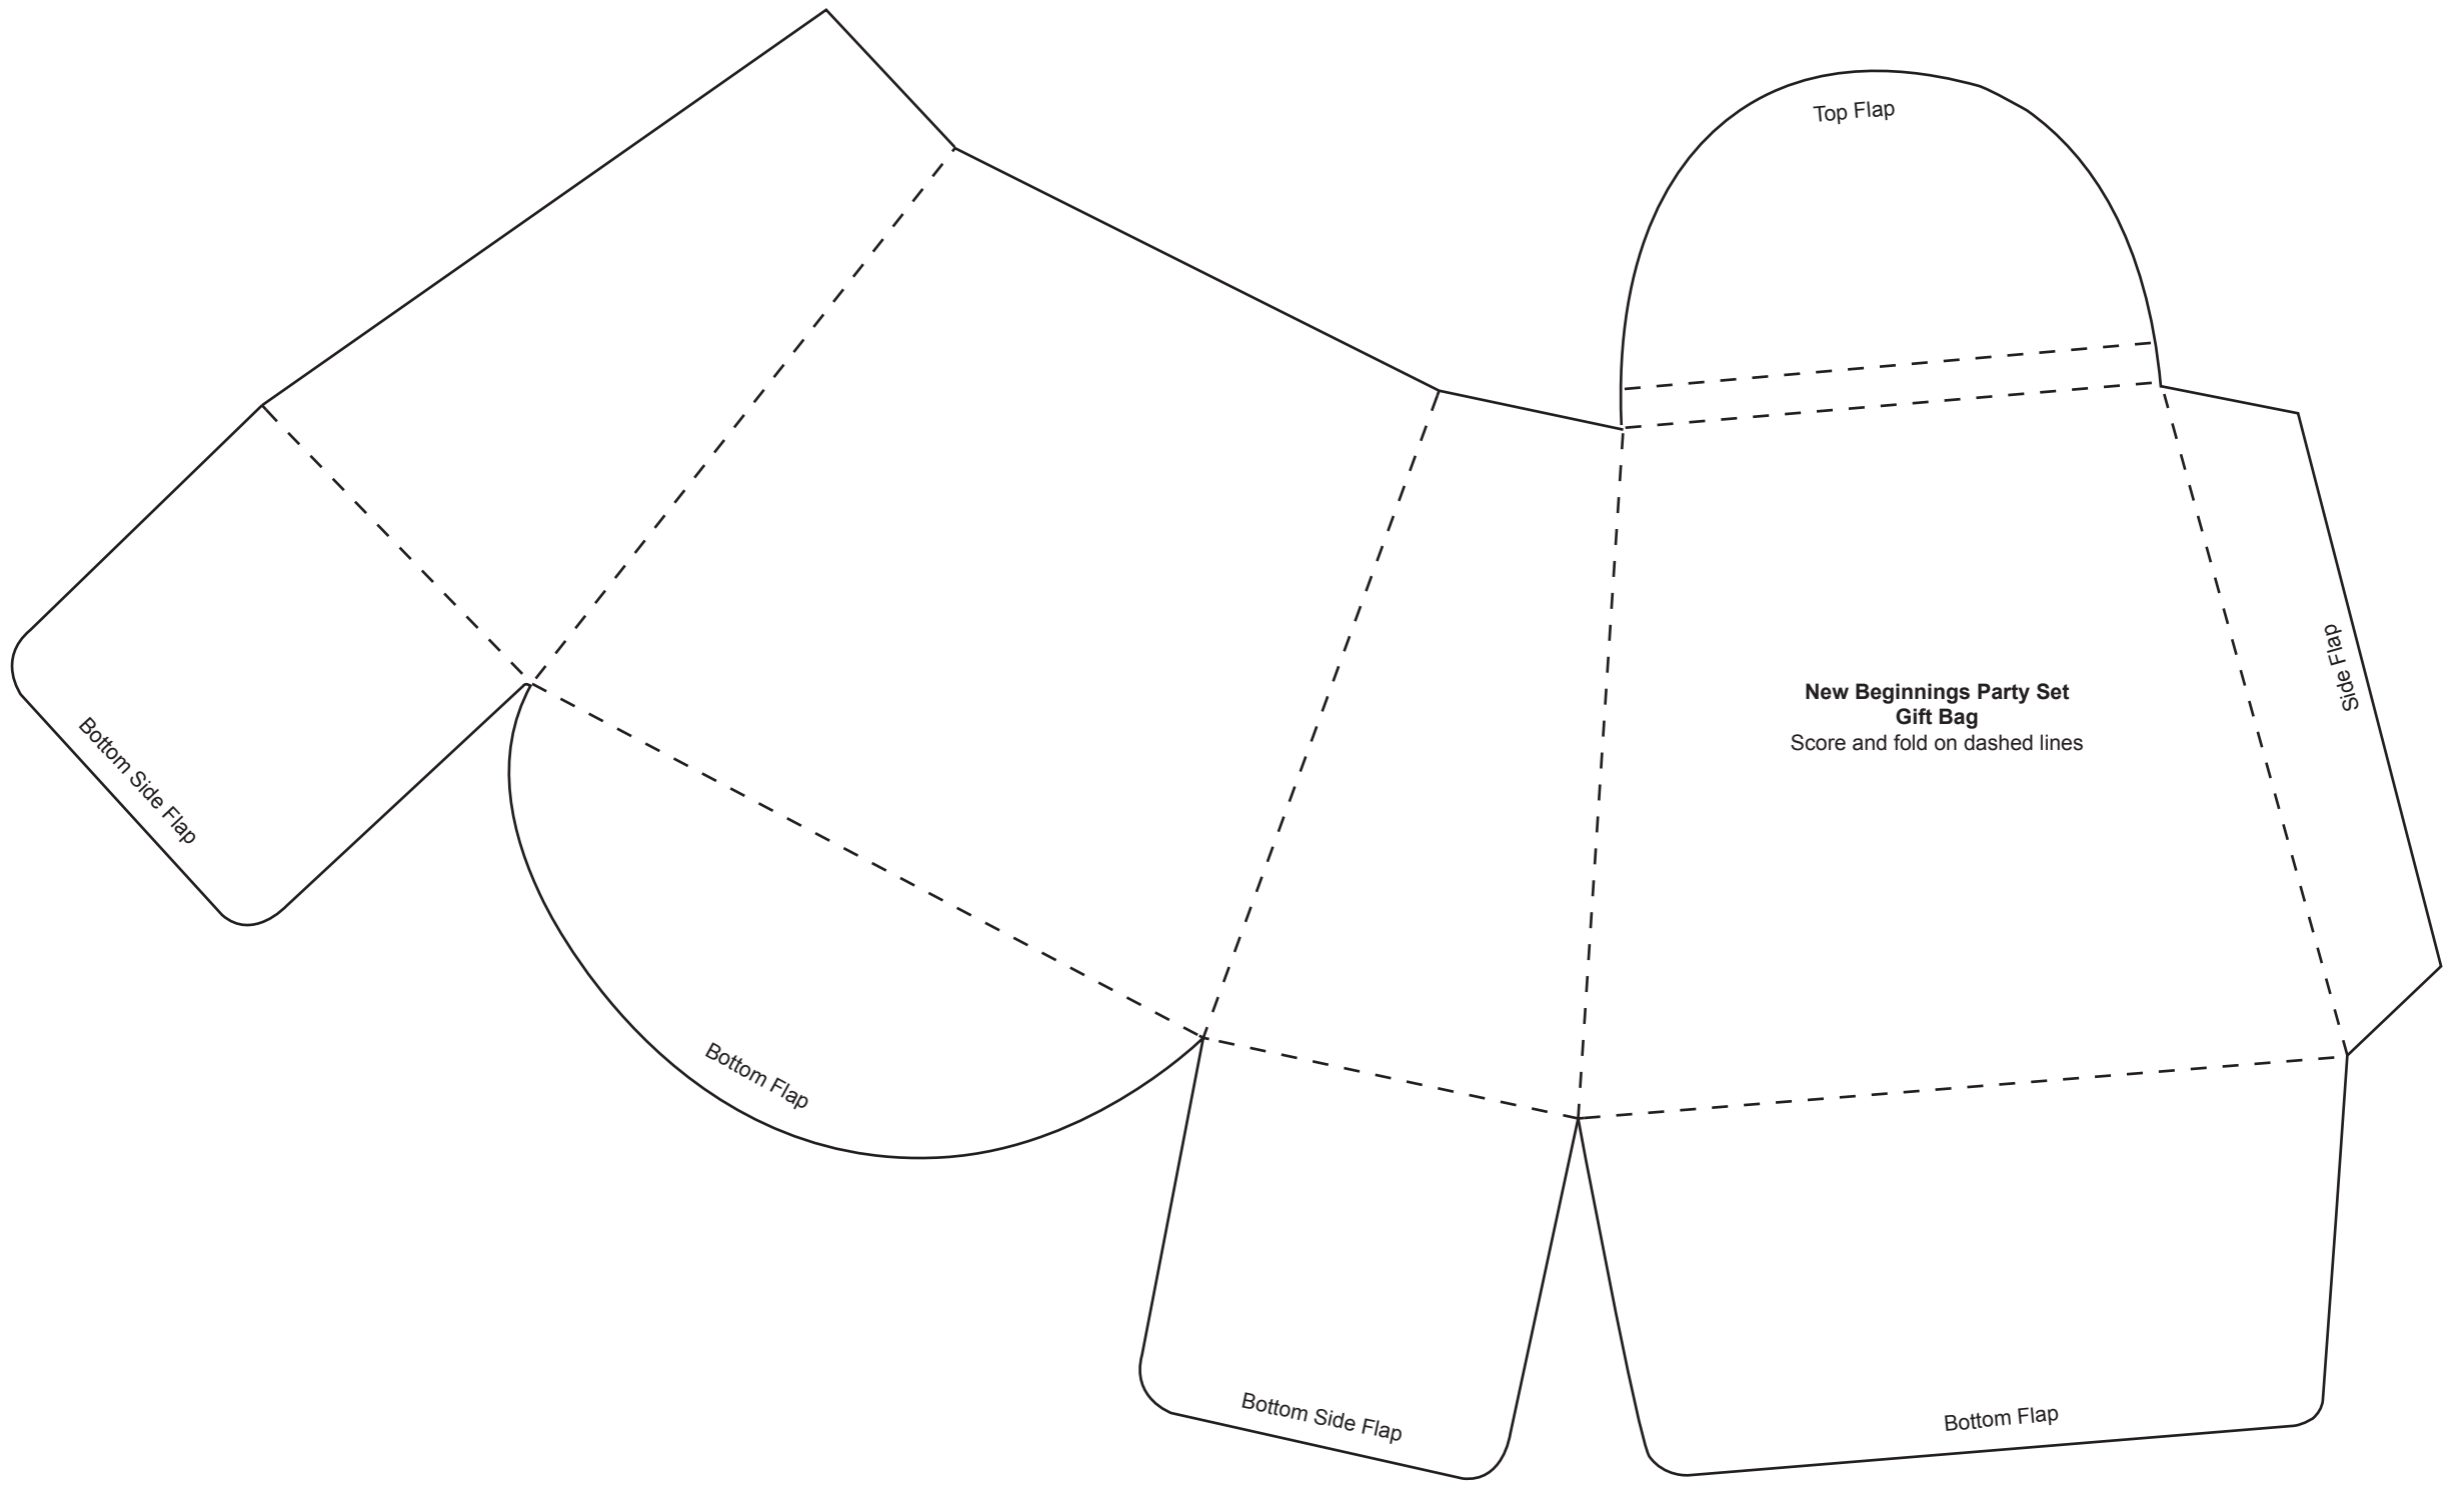 Top Flap
Side Flap
New Beginnings Party Set
Gift Bag
Score and fold on dashed lines
Bottom Side Flap
Bottom Flap
Bottom Side Flap
Bottom Flap